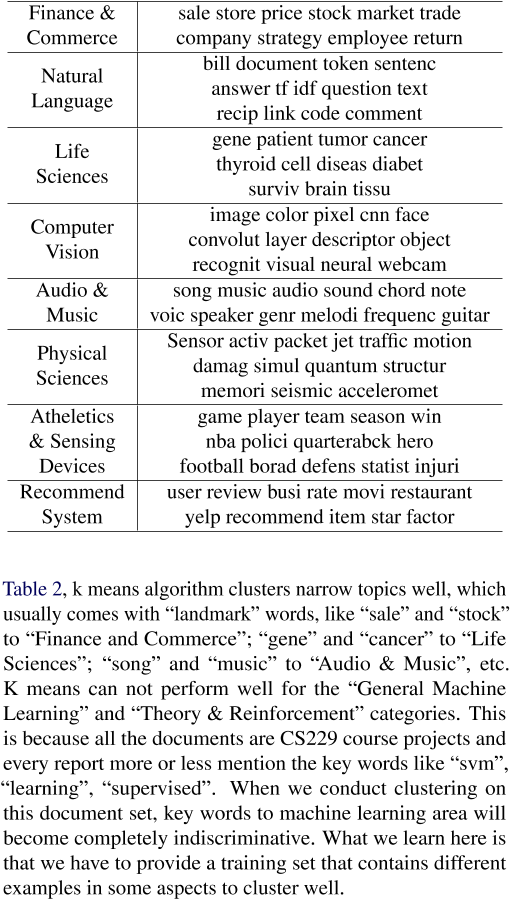 Finance & Commerce
sale store price stock market trade
company strategy employee return
Natural Language
bill document token sentenc
answer tf idf question text
recip link code comment
Life Sciences
gene patient tumor cancer
thyroid cell diseas diabet
surviv brain tissu
Computer Vision
image color pixel cnn face
convolut layer descriptor object
recognit visual neural webcam
Audio & Music
song music audio sound chord note
voic speaker genr melodi frequenc guitar
Physical Sciences
Sensor activ packet jet traffic motion
damag simul quantum structur
memori seismic acceleromet
Atheletics & Sensing Devices
game player team season win
nba polici quarterabck hero
football borad defens statist injuri
Recommend System
user review busi rate movi restaurant
yelp recommend item star factor
Table 2, k means algorithm clusters narrow topics well, which
usually comes with “landmark” words, like “sale” and “stock”
to “Finance and Commerce”; “gene” and “cancer” to “Life
Sciences”; “song” and “music” to “Audio & Music”, etc.
K means can not perform well for the “General Machine
Learning” and “Theory & Reinforcement” categories. This
is because all the documents are CS229 course projects and
every report more or less mention the key words like “svm”,
“learning”, “supervised”. When we conduct clustering on
this document set, key words to machine learning area will
become completely indiscriminative. What we learn here is
that we have to provide a training set that contains different
examples in some aspects to cluster well.